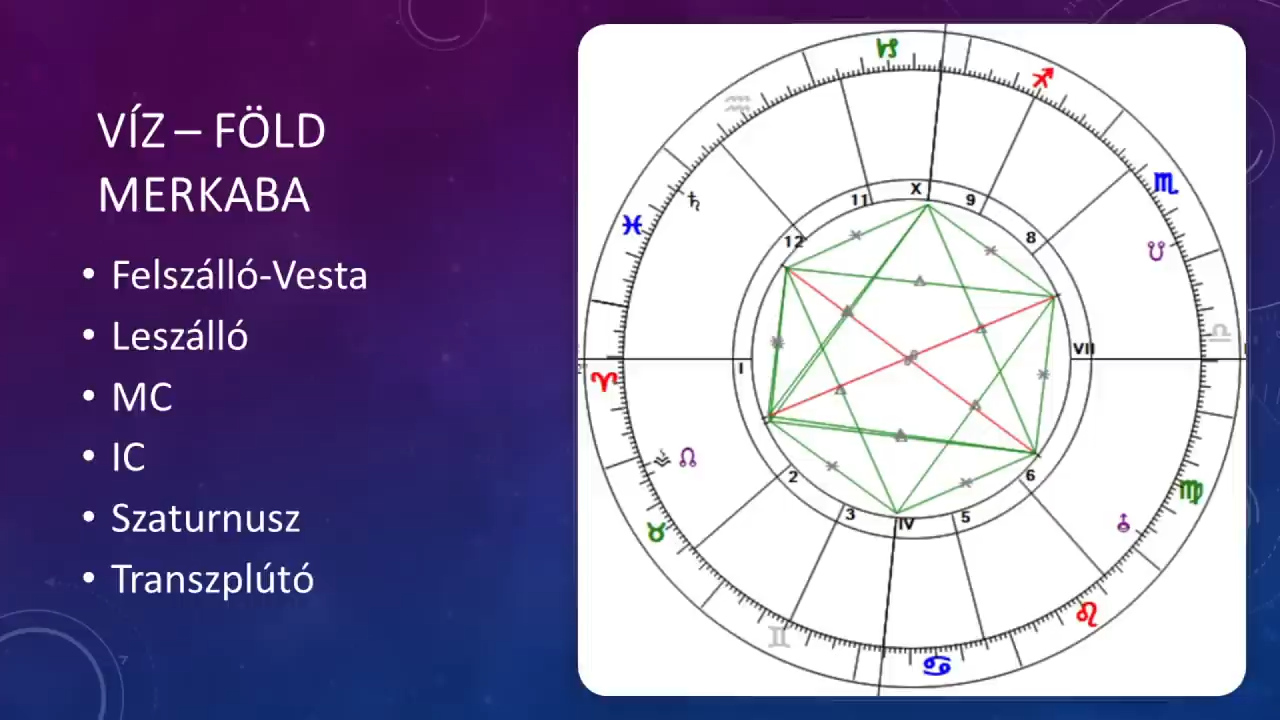 VÍZ – FÖLD
MERKABA
• Felszálló-Vesta
• Leszálló
• MC
• IC
• Szaturnusz
• Transzplútó
X
9
11
8
12
VII
I
2
6
3
IV
5